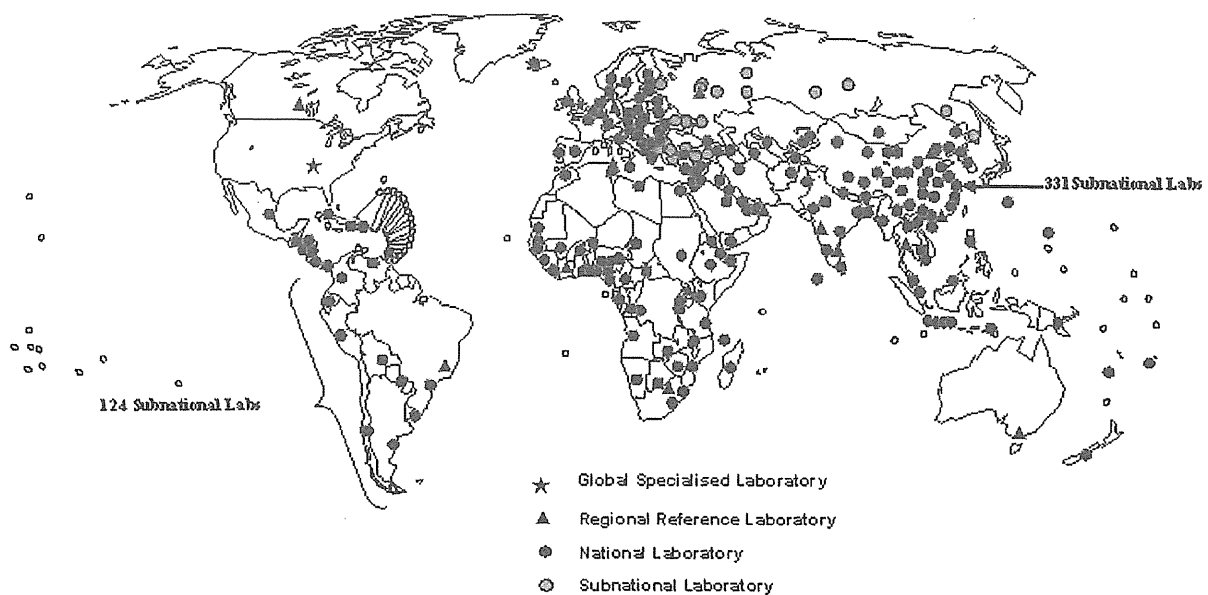 331 Subnational Labs
124 Subnational Labs
Global Specialised Laboratory
Regional Reference Laboratory
National Laboratory
Subnational Laboratory